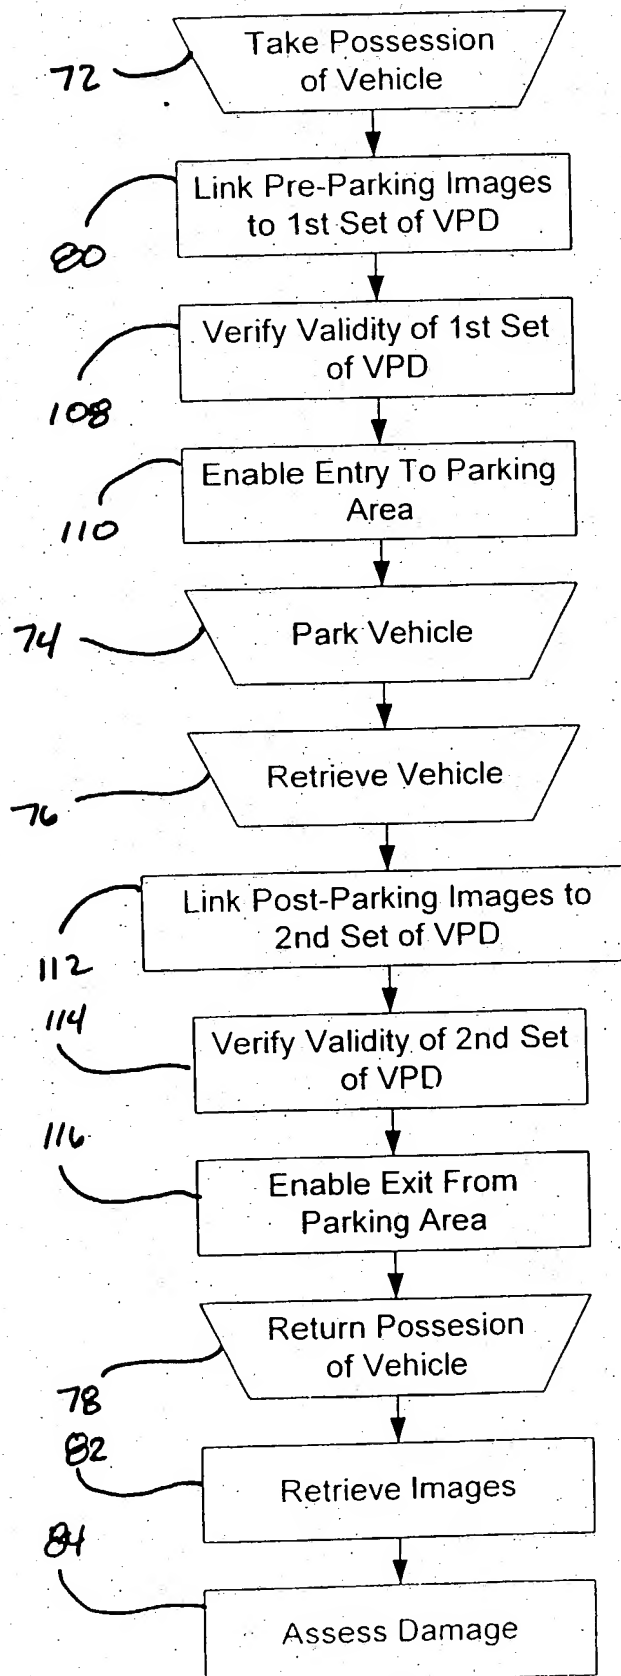 Take Possession
of Vehicle
72
Link Pre-Parking Images
to 1st Set of VPD
80
Verify Validity of 1st Set
of VPD
108
Enable Entry To Parking
Area
110
Park Vehicle
74
Retrieve Vehicle
76
Link Post-Parking Images to
2nd Set of VPD
112
114
Verify Validity of 2nd Set
of VPD
116
Enable Exit From
Parking Area
Return Possesion
of Vehicle
78
82
Retrieve Images
84
Assess Damage